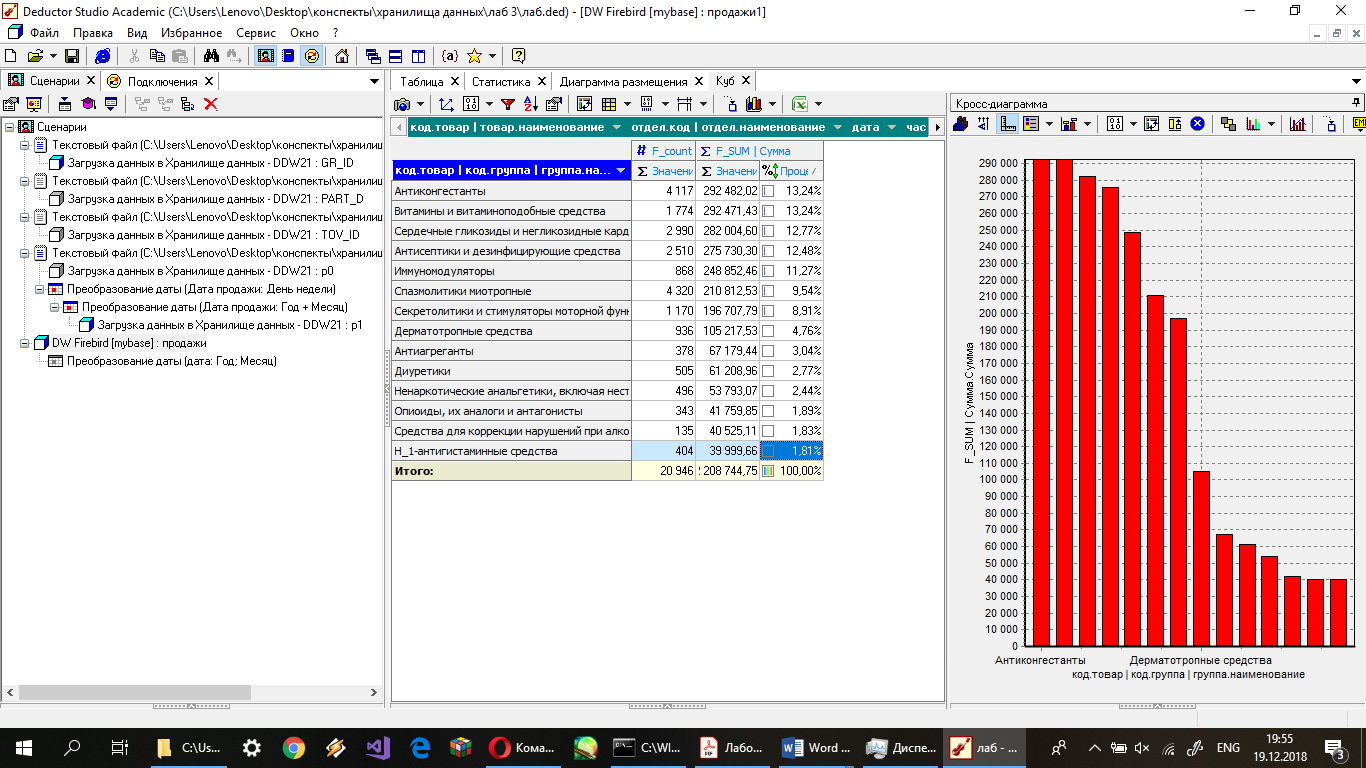 Deductor Studio Academic (C:\Users\Lenovo\Desktop\конспекты\хранилища данных\лаб 3\лаб.ded) - [DW Firebird [mybase] : продажи1]
Файл Правка Вид Избранное Сервис Окно ?
Сценарии Подключения
Сценарии
Текстовый файл (C:\Users\Lenovo\Desktop\конспекты\хранили
Загрузка данных в Хранилище данных - DDW21 : GR_ID
Текстовый файл (C:\Users\Lenovo\Desktop\конспекты\хранили
Загрузка данных в Хранилище данных - DDW21 : PART_D
Текстовый файл (C:\Users\Lenovo\Desktop\конспекты\хранили
Загрузка данных в Хранилище данных - DDW21 : TOV_ID
Текстовый файл (C:\Users\Lenovo\Desktop\конспекты\хранили
Загрузка данных в Хранилище данных - DDW21 : p0
Преобразование даты (Дата продажи: День недели)
Преобразование даты (Дата продажи: Год + Месяц)
Загрузка данных в Хранилище данных - DDW21 : p1
DW Firebird [mybase] : продажи
Преобразование даты (дата: Год; Месяц)
Таблица Статистика Диаграмма размещения Куб
код.товар | товар.наименование отдел.код | отдел.наименование дата час
# F_count Σ F_SUM | Сумма
код.товар | код.группа | группа.на... Σ Значени Σ Значени % Проце
Антиконгестанты 4 117 292 482,02 13,24%
Витамины и витаминоподобные средства 1 774 292 471,43 13,24%
Сердечные гликозиды и негликозидные кард 2 990 282 004,60 12,77%
Антисептики и дезинфицирующие средства 2 510 275 730,30 12,48%
Иммуномодуляторы 868 248 852,46 11,27%
Спазмолитики миотропные 4 320 210 812,53 9,54%
Секретолитики и стимуляторы моторной фун 1 170 196 707,79 8,91%
Дерматотропные средства 936 105 217,53 4,76%
Антиагреганты 378 67 179,44 3,04%
Диуретики 505 61 208,96 2,77%
Ненаркотические анальгетики, включая нест 496 53 793,07 2,44%
Опиоиды, их аналоги и антагонисты 343 41 759,85 1,89%
Средства для коррекции нарушений при алко 135 40 525,11 1,83%
H_1-антигистаминные средства 404 39 999,66 1,81%
Итого: 20 946 208 744,75 100,00%
Кросс-диаграмма
290 000
280 000
270 000
260 000
250 000
240 000
230 000
220 000
210 000
200 000
190 000
180 000
170 000
160 000
150 000
140 000
130 000
120 000
110 000
100 000
90 000
80 000
70 000
60 000
50 000
40 000
30 000
20 000
10 000
0
F_SUM | Сумма.Сумма
Антиконгестанты Дерматотропные средства
код.товар | код.группа | группа.наименование
C:\Us... Кома... C:\WI... Лабо... Word ... Диспе... лаб - ...
ENG
19:55
19.12.2018
3